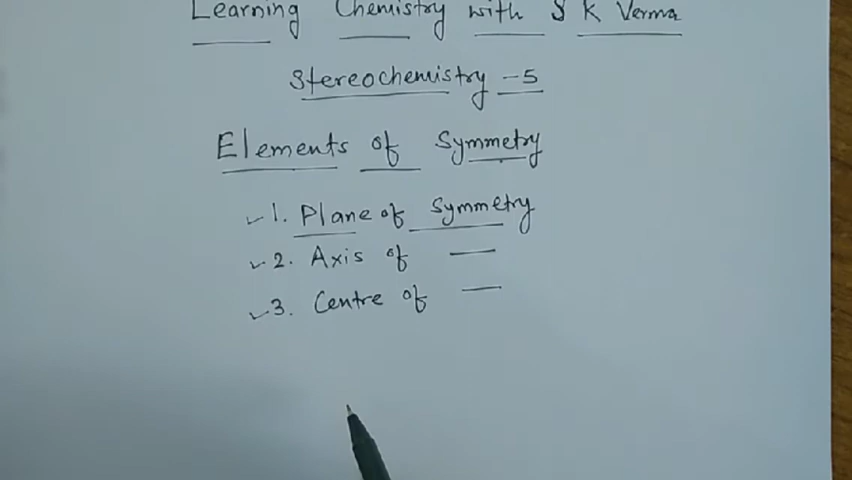 Learning Chemistry with S K Verma
Stereochemistry -5
Elements of Symmetry
✓1. Plane of Symmetry
✓2. Axis of —
✓3. Centre of —